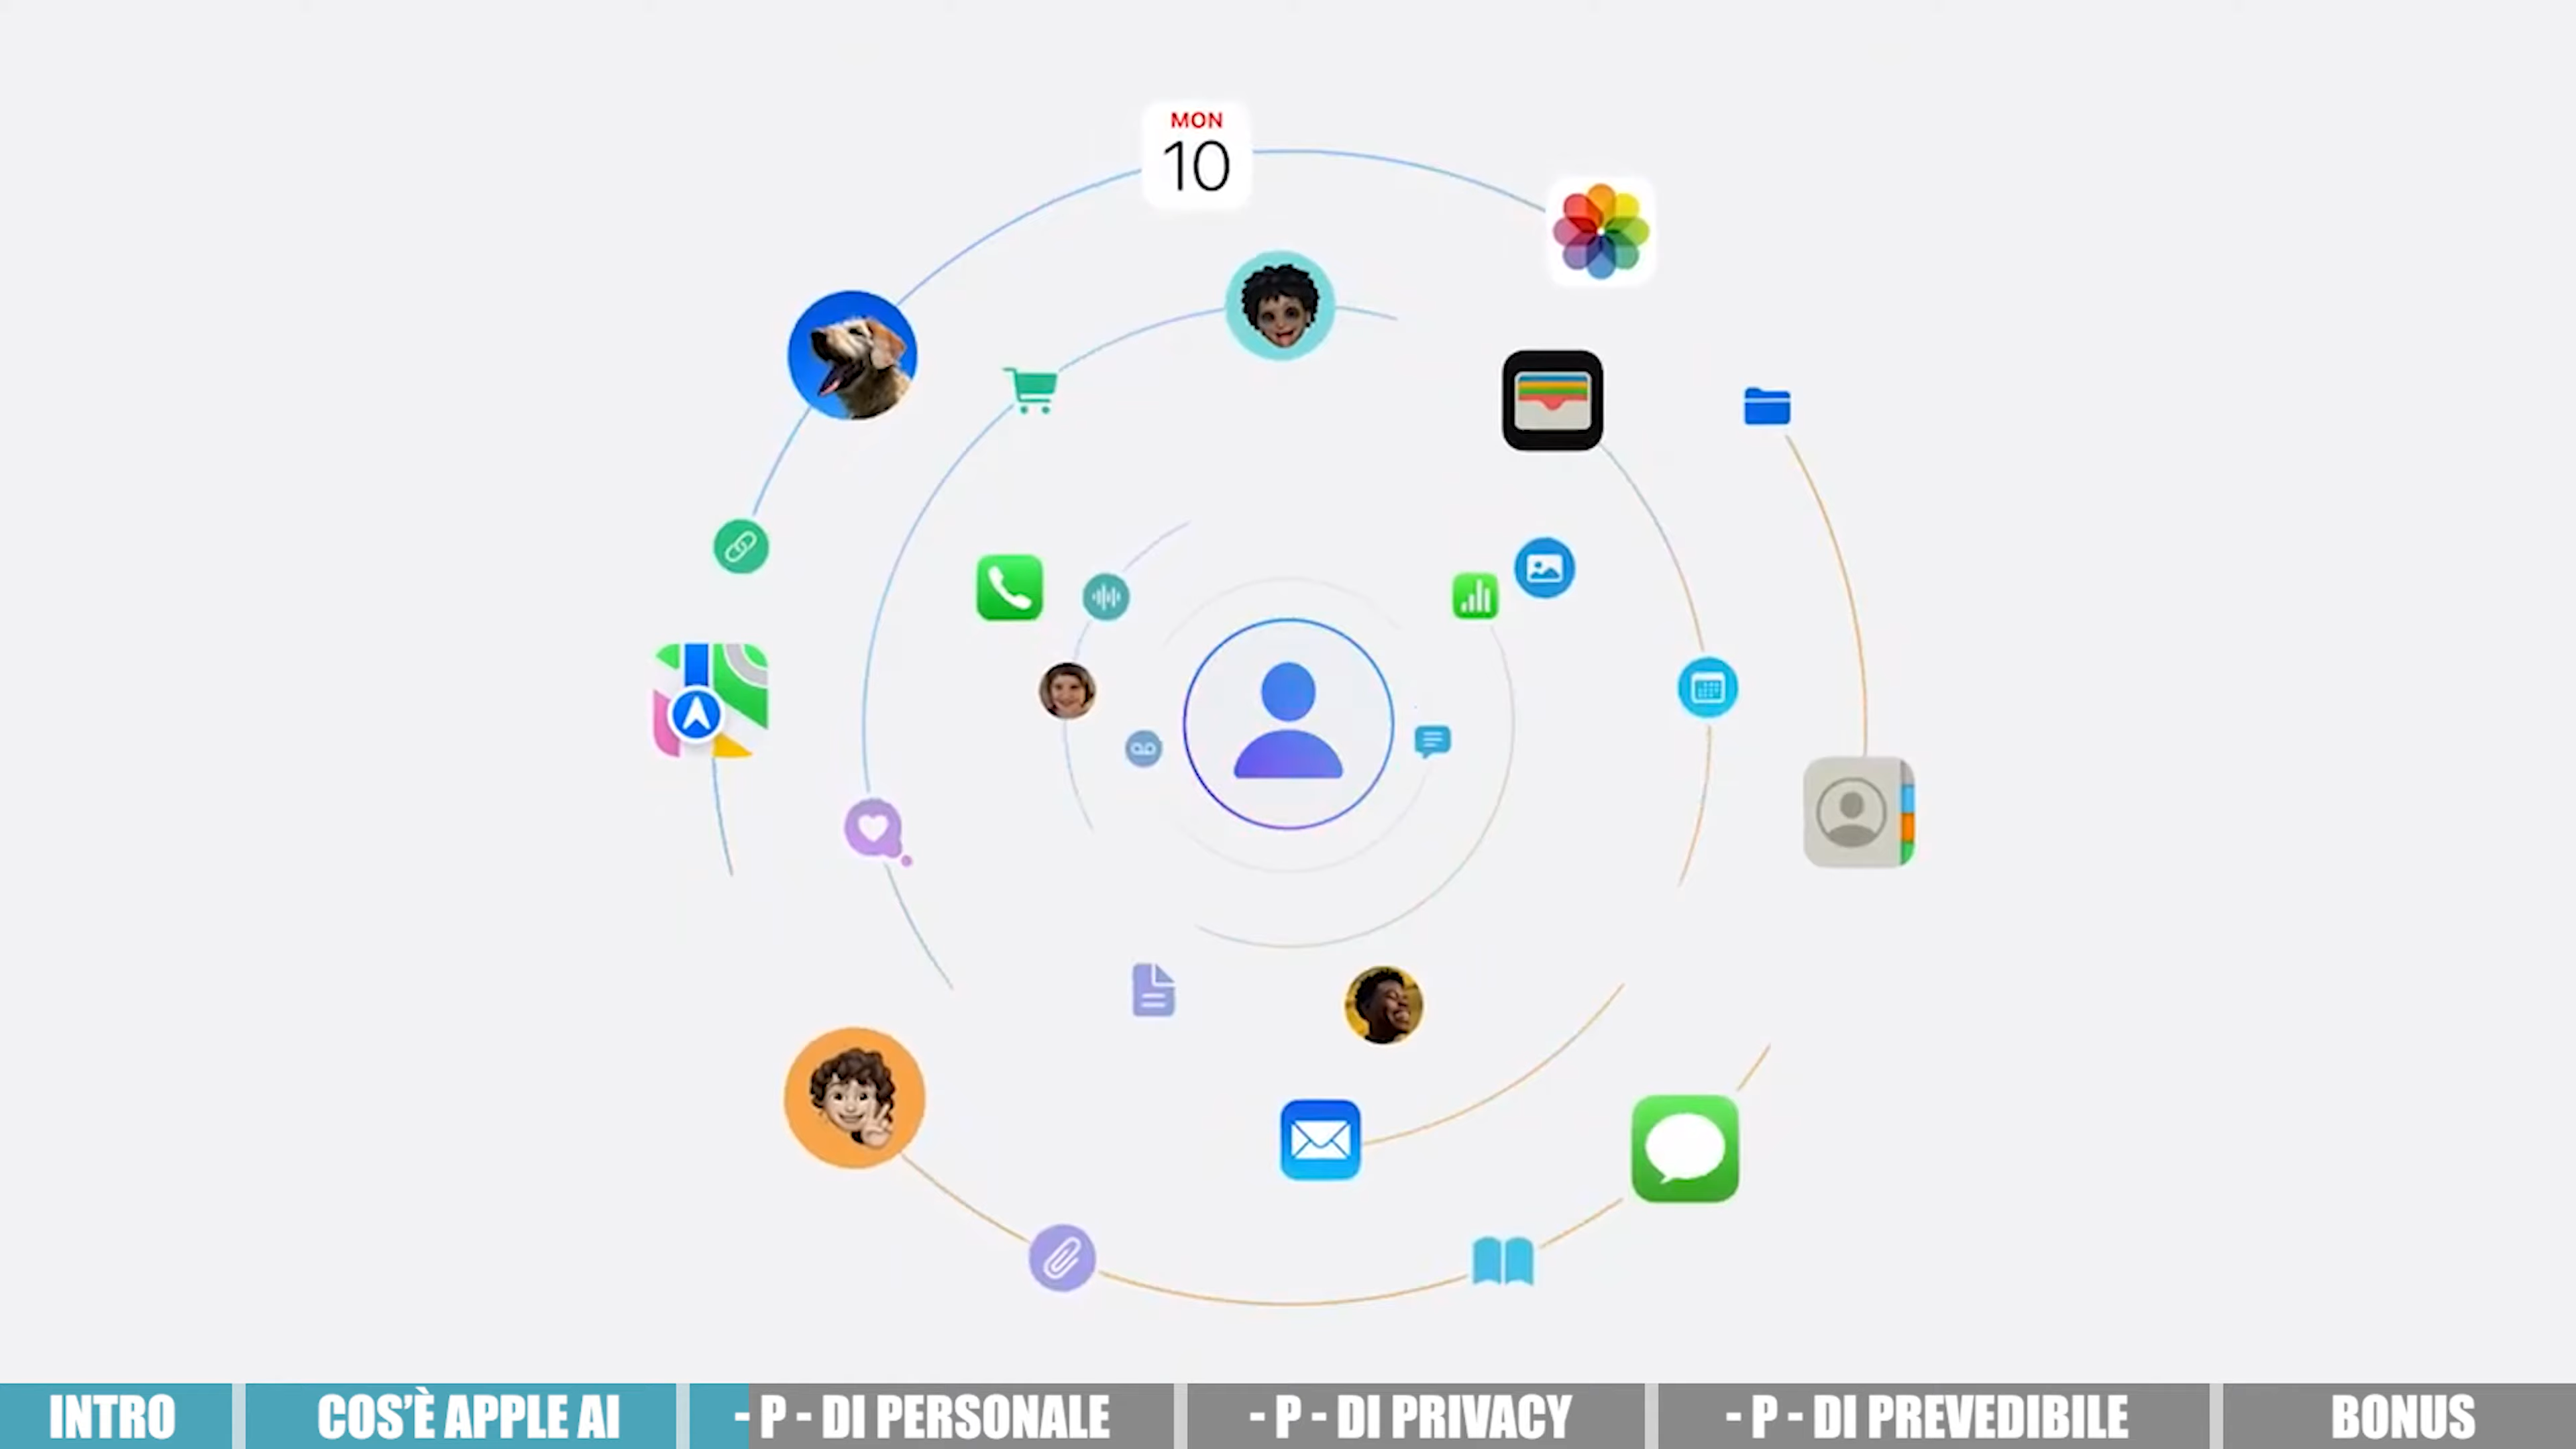 MON
10
INTRO
COS'È APPLE AI
- P - DI PERSONALE
- P - DI PRIVACY
- P - DI PREVEDIBILE
BONUS